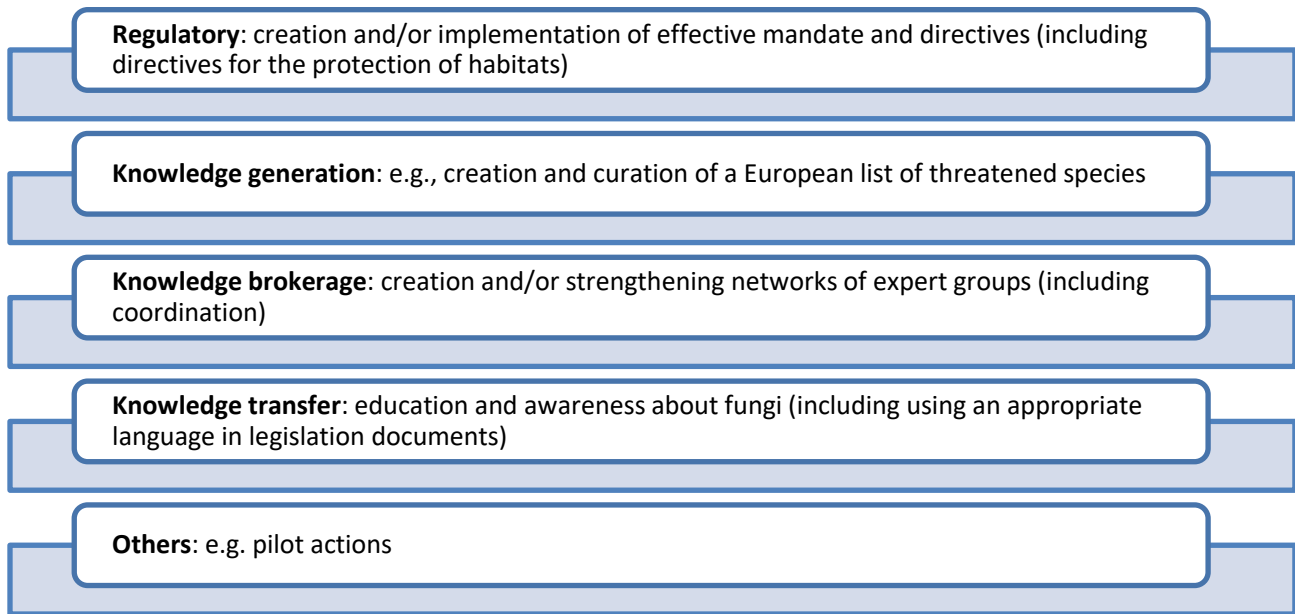 Regulatory: creation and/or implementation of effective mandate and directives (including
directives for the protection of habitats)
Knowledge generation: e.g., creation and curation of a European list of threatened species
Knowledge brokerage: creation and/or strengthening networks of expert groups (including
coordination)
Knowledge transfer: education and awareness about fungi (including using an appropriate
language in legislation documents)
Others: e.g. pilot actions